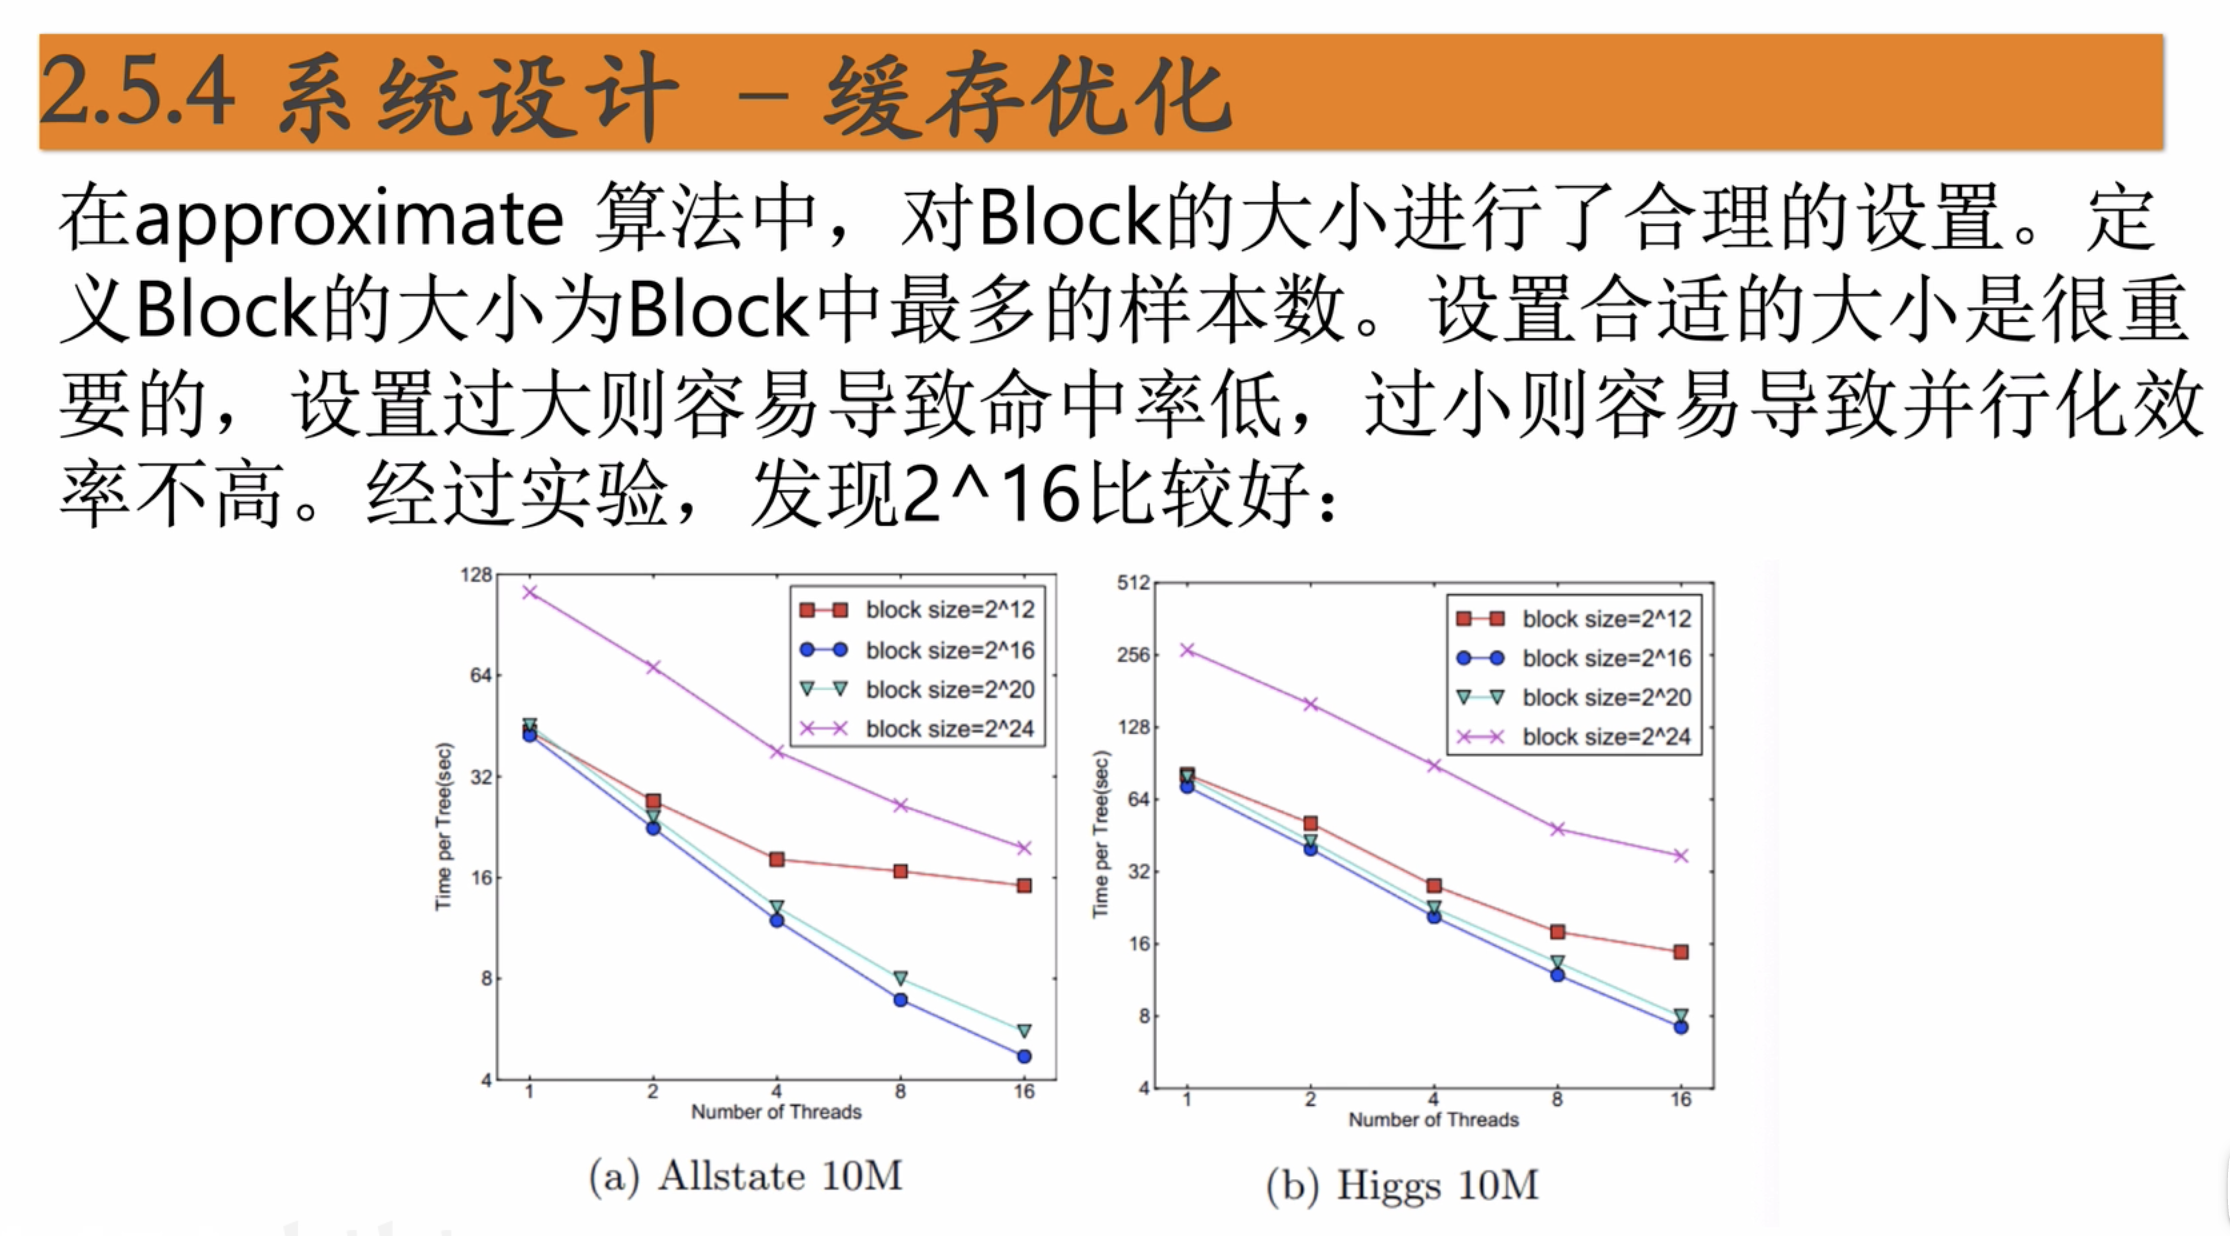 2.5.4 系统设计 – 缓存优化
在approximate 算法中，对Block的大小进行了合理的设置。定
义Block的大小为Block中最多的样本数。设置合适的大小是很重
要的，设置过大则容易导致命中率低，过小则容易导致并行化效
率不高。经过实验，发现2^16比较好：
128
64
32
16
8
4
Time per Tree(sec)
block size=2^12
block size=2^16
block size=2^20
block size=2^24
1 2 4 8 16
Number of Threads
(a) Allstate 10M
512
256
128
64
32
16
8
4
Time per Tree(sec)
block size=2^12
block size=2^16
block size=2^20
block size=2^24
1 2 4 8 16
Number of Threads
(b) Higgs 10M